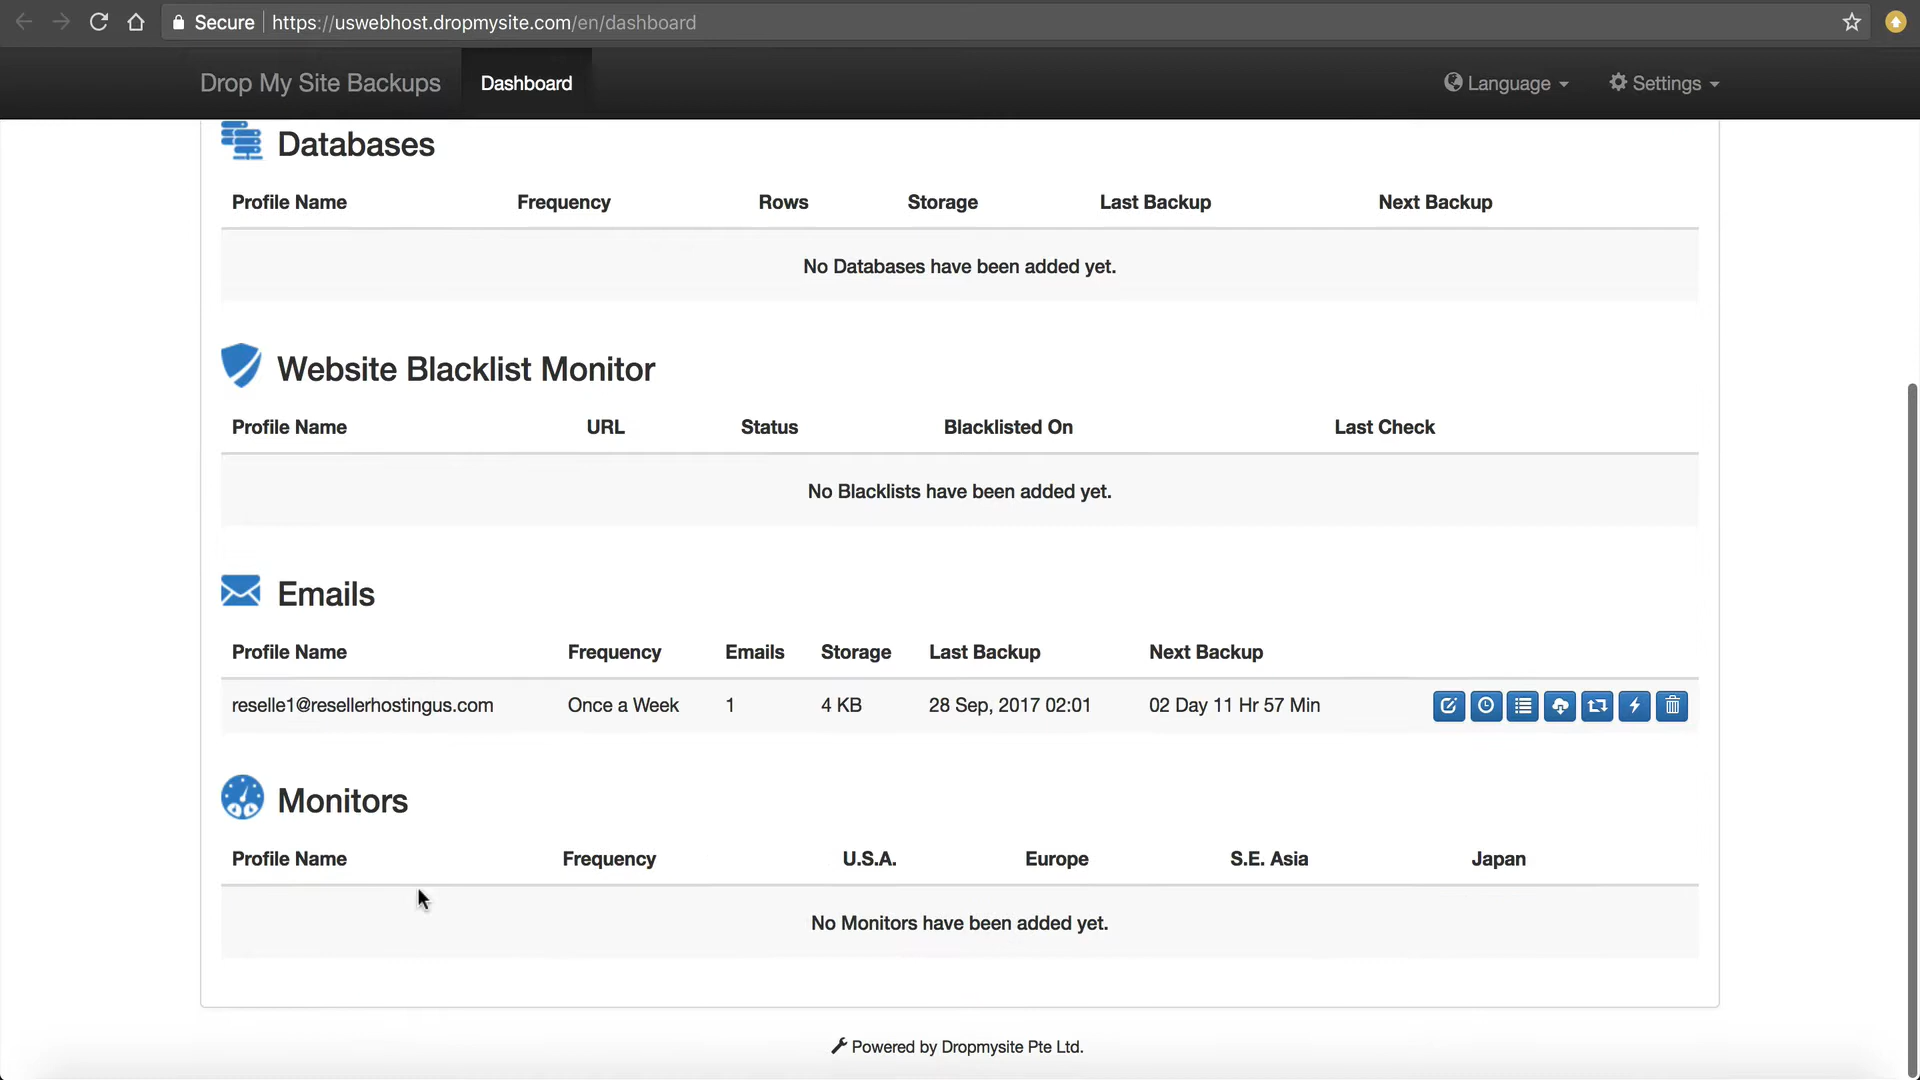 Secure | https://uswebhost.dropmysite.com/en/dashboard
Drop My Site Backups Dashboard Language Settings
Databases
Profile Name Frequency Rows Storage Last Backup Next Backup
No Databases have been added yet.
Website Blacklist Monitor
Profile Name URL Status Blacklisted On Last Check
No Blacklists have been added yet.
Emails
Profile Name Frequency Emails Storage Last Backup Next Backup
reselle1@resellerhostingus.com Once a Week 1 4 KB 28 Sep, 2017 02:01 02 Day 11 Hr 57 Min
Monitors
Profile Name Frequency U.S.A. Europe S.E. Asia Japan
No Monitors have been added yet.
Powered by Dropmysite Pte Ltd.